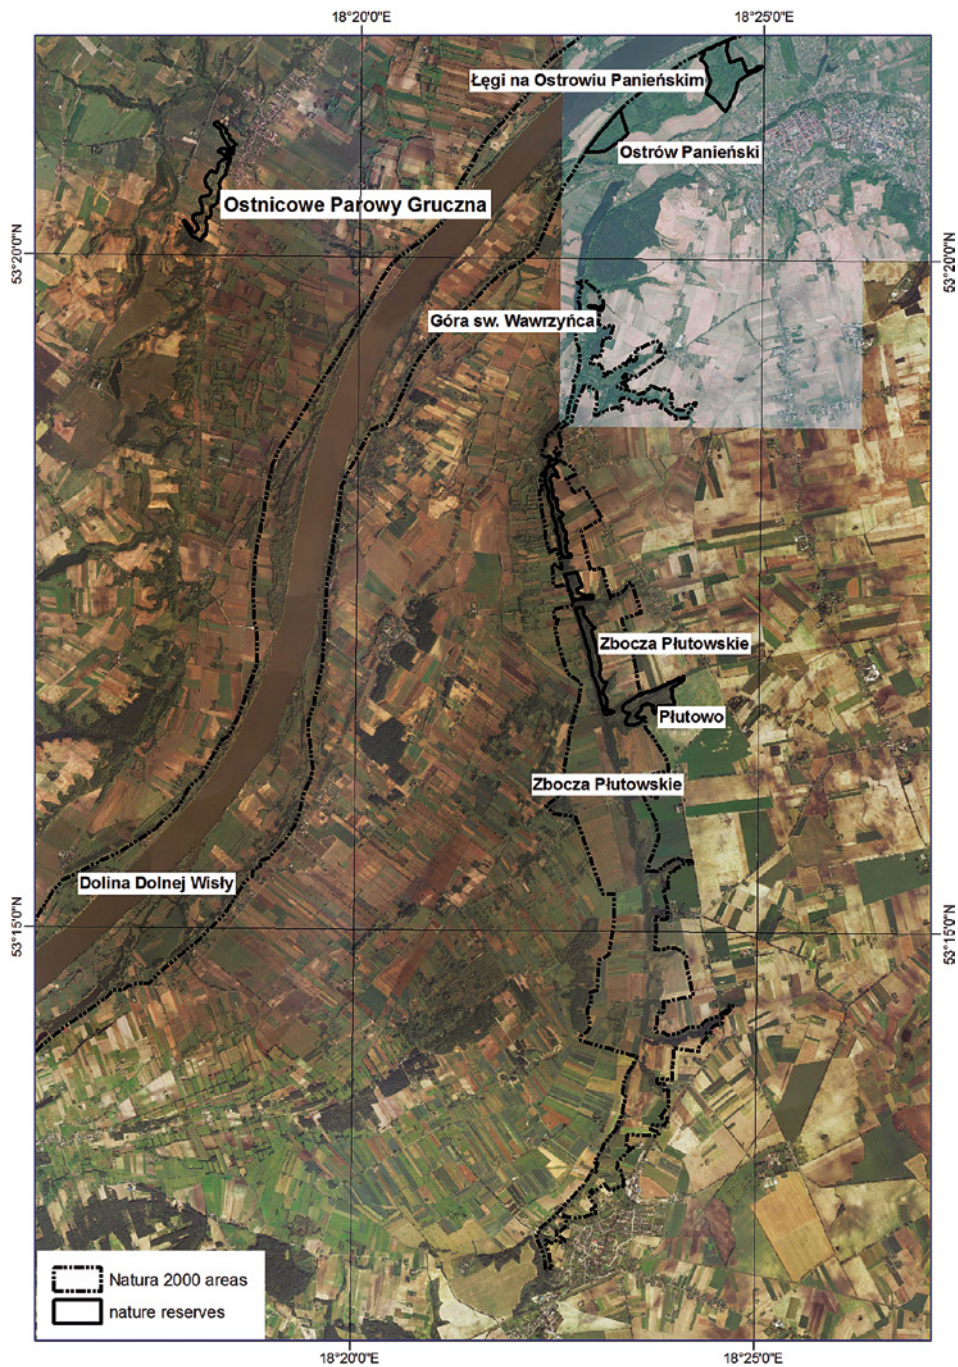 18°20'0"E
18°25'0"E
Łęgi na Ostrowiu Panieńskim
Ostrów Panieński
Ostnicowe Parowy Gruczna
53°20'0"N
53°20'0"N
Góra sw. Wawrzyńca
Zbocza Płutowskie
Płutowo
Zbocza Płutowskie
Dolina Dolnej Wisły
53°15'0"N
53°15'0"N
Natura 2000 areas
nature reserves
18°20'0"E
18°25'0"E